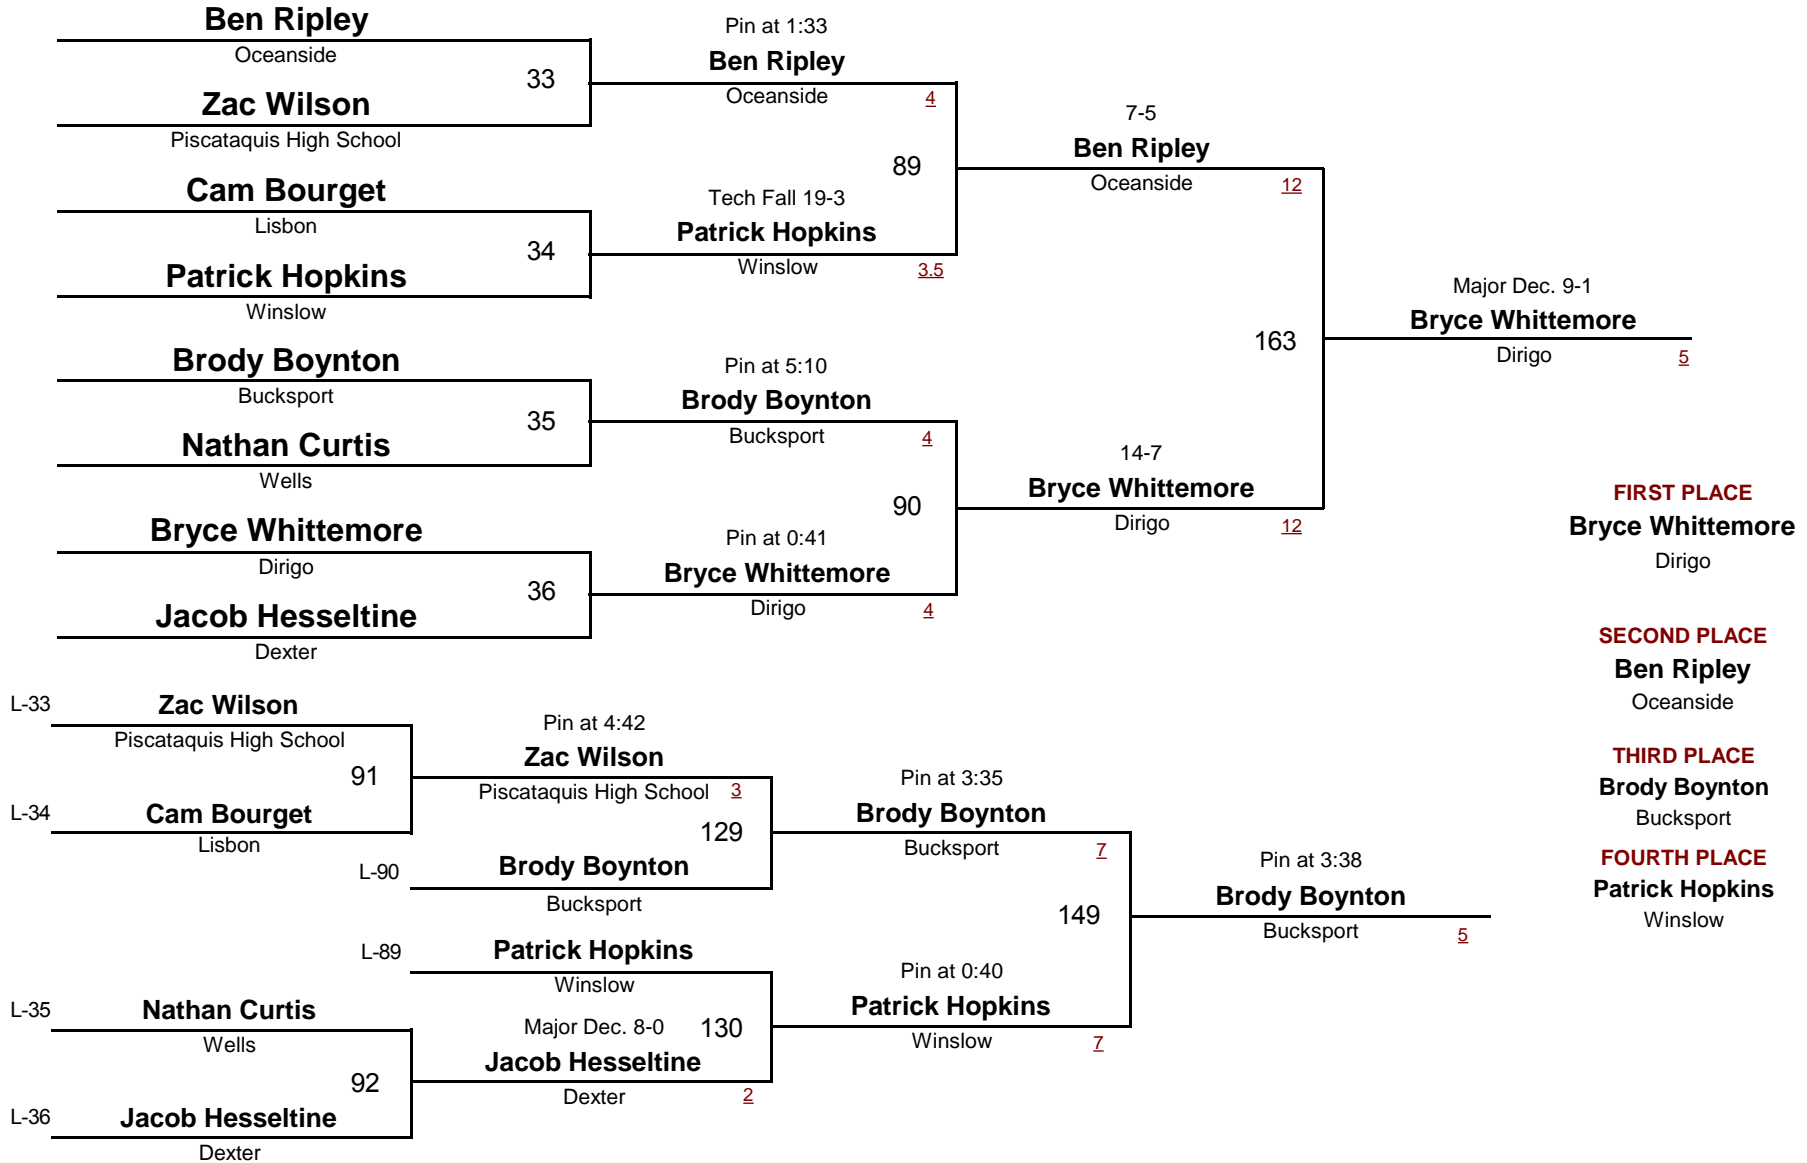 Ben Ripley
Oceanside
33
Zac Wilson
Piscataquis High School
Cam Bourget
Lisbon
34
Patrick Hopkins
Winslow
Brody Boynton
Bucksport
35
Nathan Curtis
Wells
Bryce Whittemore
Dirigo
36
Jacob Hesseltine
Dexter
Pin at 1:33
Ben Ripley
Oceanside 4
89
Tech Fall 19-3
Patrick Hopkins
Winslow 3.5
Pin at 5:10
Brody Boynton
Bucksport 4
90
Pin at 0:41
Bryce Whittemore
Dirigo 4
7-5
Ben Ripley
Oceanside 12
163
14-7
Bryce Whittemore
Dirigo 12
Major Dec. 9-1
Bryce Whittemore
Dirigo 5
FIRST PLACE
Bryce Whittemore
Dirigo
SECOND PLACE
Ben Ripley
Oceanside
THIRD PLACE
Brody Boynton
Bucksport
FOURTH PLACE
Patrick Hopkins
Winslow
L-33 Zac Wilson
Piscataquis High School
91
L-34 Cam Bourget
Lisbon
L-35 Nathan Curtis
Wells
92
L-36 Jacob Hesseltine
Dexter
Pin at 4:42
Zac Wilson
Piscataquis High School 3
129
L-90 Brody Boynton
Bucksport
L-89 Patrick Hopkins
Winslow
Major Dec. 8-0 130
Jacob Hesseltine
Dexter 2
Pin at 3:35
Brody Boynton
Bucksport 7
149
Pin at 0:40
Patrick Hopkins
Winslow 7
Pin at 3:38
Brody Boynton
Bucksport 5